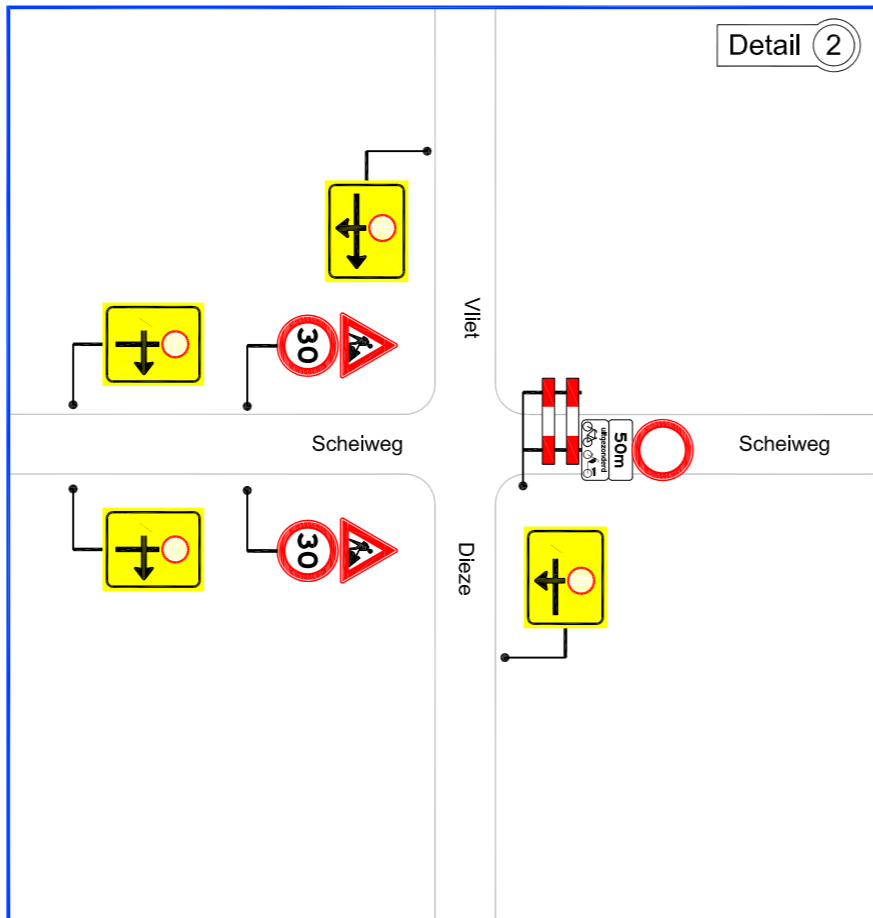 Detail 2
Vliet
30
Scheiweg
50m
uitgezonderd
Scheiweg
30
Dieze